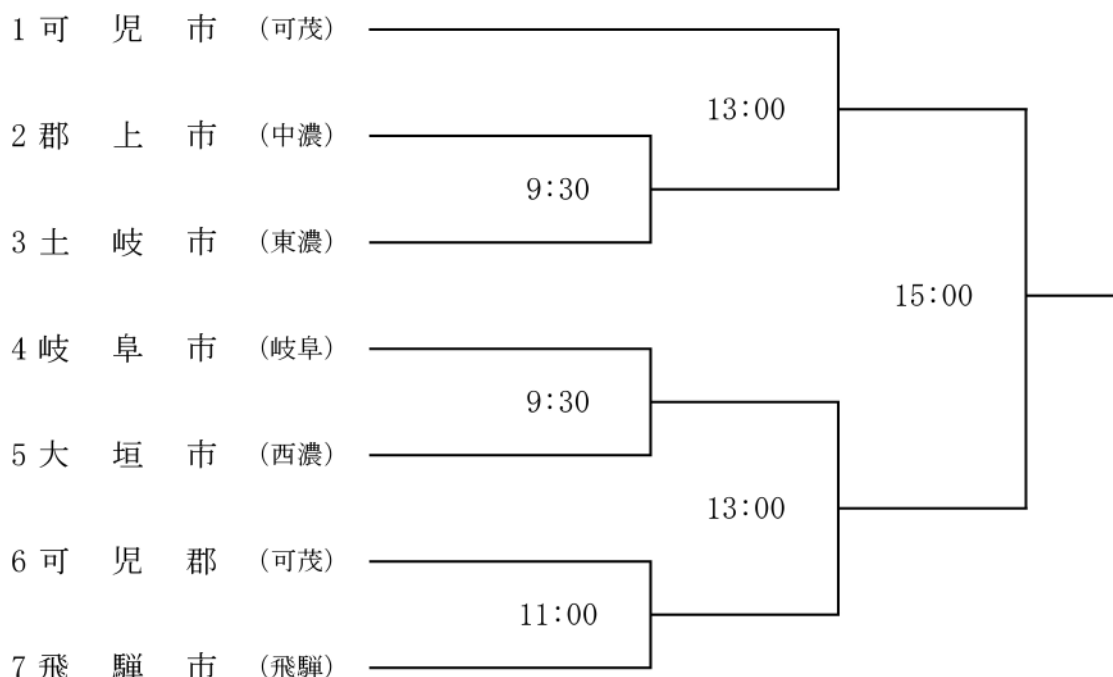 1 可児市 (可茂)
13:00
2 郡上市 (中濃)
9:30
3 土岐市 (東濃)
15:00
4 岐阜市 (岐阜)
9:30
5 大垣市 (西濃)
13:00
6 可児郡 (可茂)
11:00
7 飛騨市 (飛騨)